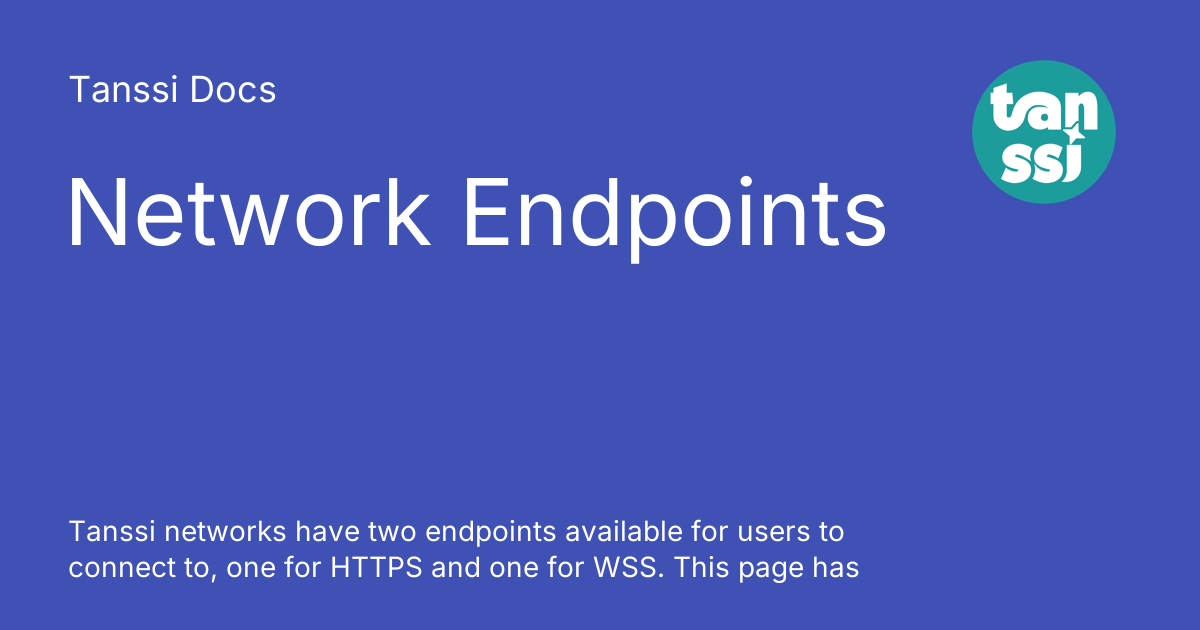 Tanssi Docs
tan
ssi
Network Endpoints
Tanssi networks have two endpoints available for users to
connect to, one for HTTPS and one for WSS. This page has